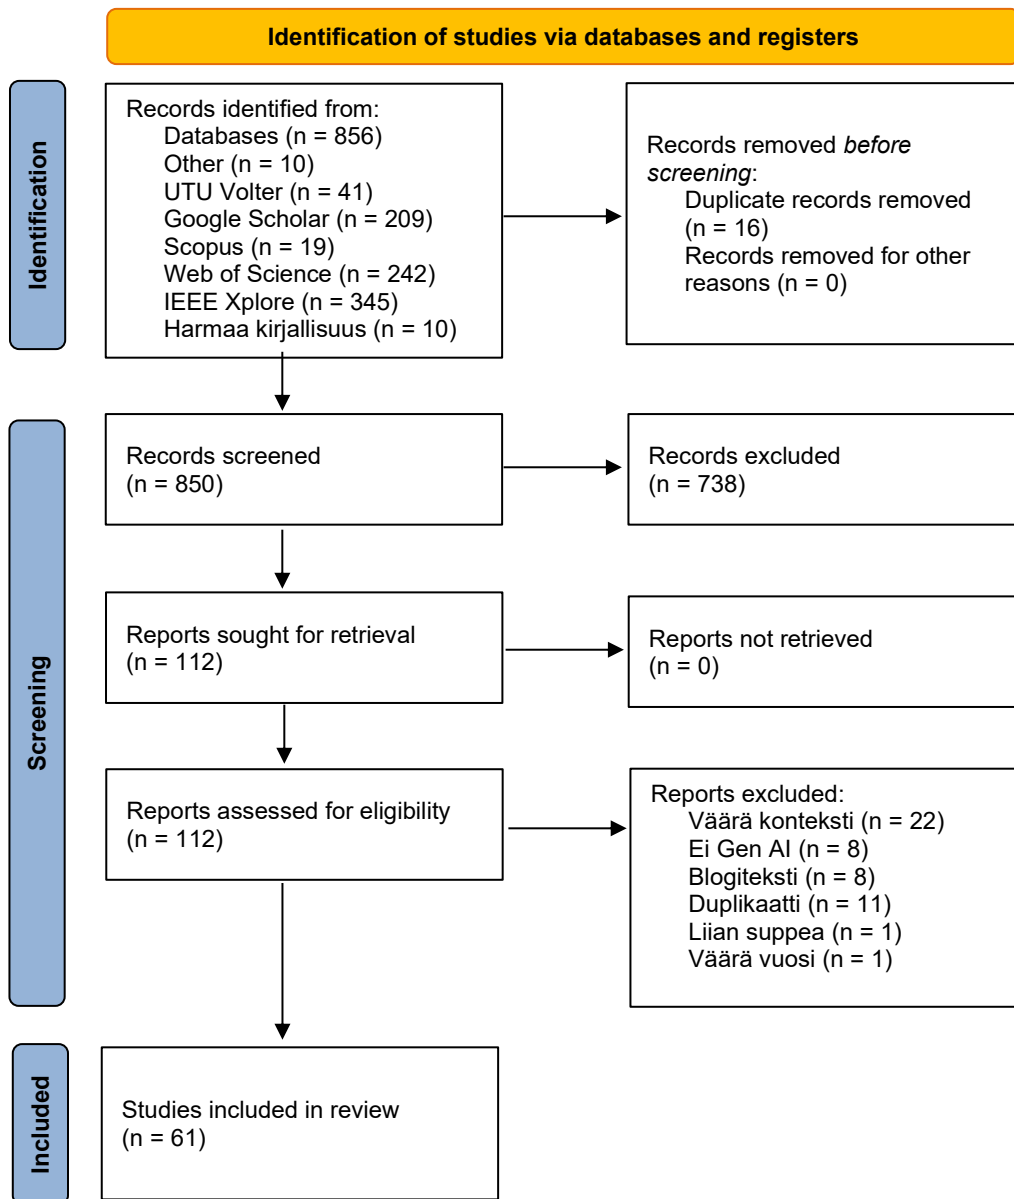 Identification of studies via databases and registers
Identification
Records identified from:
Databases (n = 856)
Other (n = 10)
UTU Volter (n = 41)
Google Scholar (n = 209)
Scopus (n = 19)
Web of Science (n = 242)
IEEE Xplore (n = 345)
Harmaa kirjallisuus (n = 10)
Records removed before
screening:
Duplicate records removed
(n = 16)
Records removed for other
reasons (n = 0)
Screening
Records screened
(n = 850)
Records excluded
(n = 738)
Reports sought for retrieval
(n = 112)
Reports not retrieved
(n = 0)
Reports assessed for eligibility
(n = 112)
Reports excluded:
Väärä konteksti (n = 22)
Ei Gen AI (n = 8)
Blogiteksti (n = 8)
Duplikaatti (n = 11)
Liian suppea (n = 1)
Väärä vuosi (n = 1)
Included
Studies included in review
(n = 61)